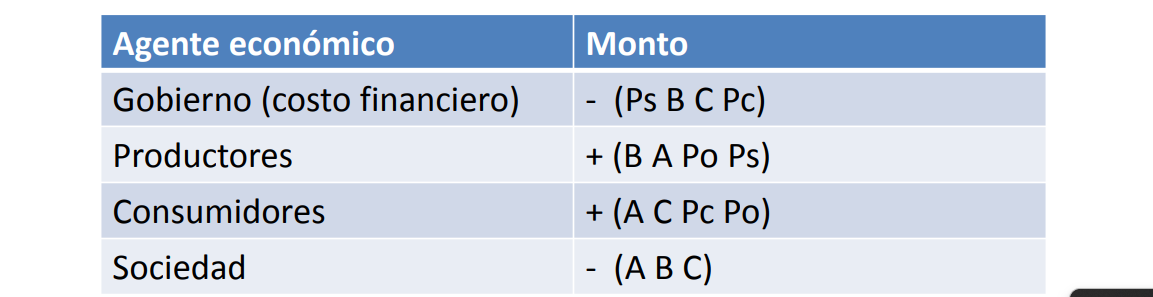 Agente económico Monto
Gobierno (costo financiero) - (Ps B C Pc)
Productores + (B A Po Ps)
Consumidores + (A C Pc Po)
Sociedad - (A B C)